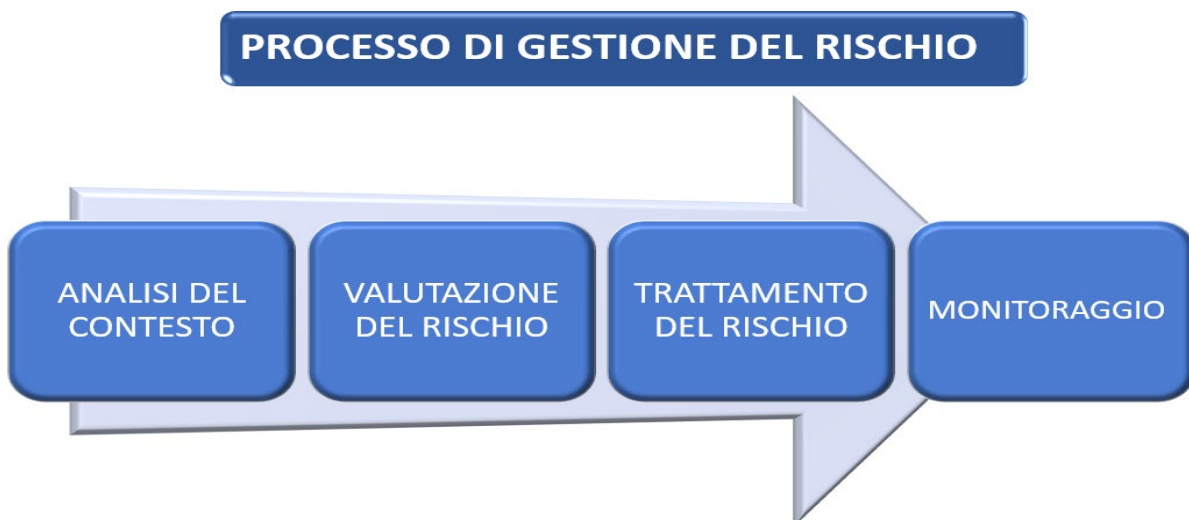 PROCESSO DI GESTIONE DEL RISCHIO
ANALISI DEL
CONTESTO
VALUTAZIONE
DEL RISCHIO
TRATTAMENTO
DEL RISCHIO
MONITORAGGIO